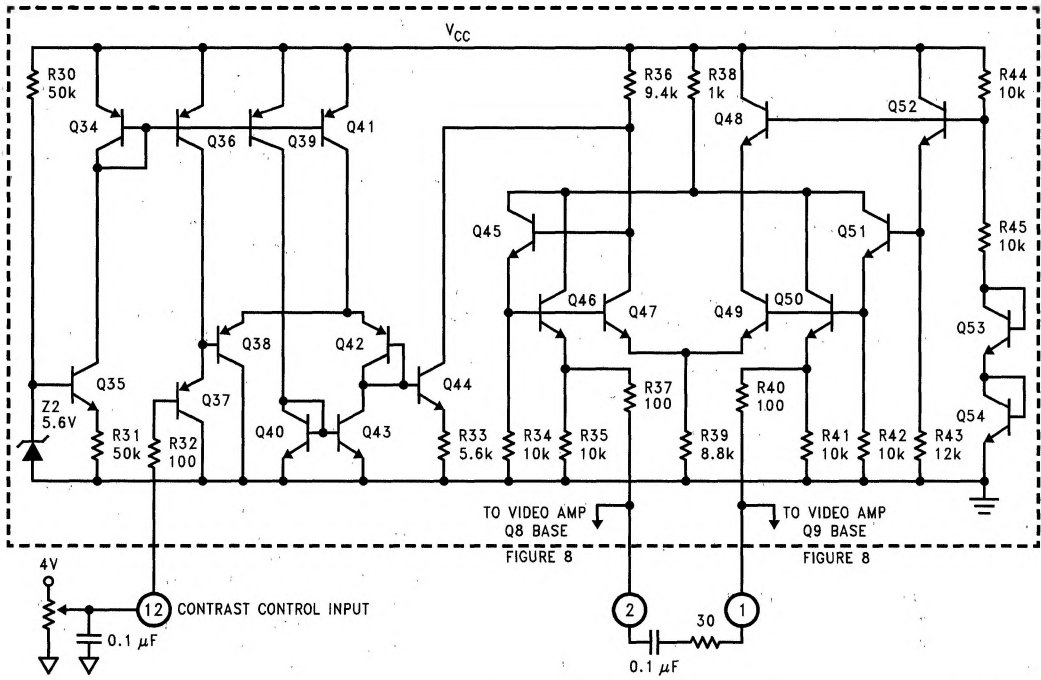 VCC
R30
50k
Q34
Q36
Q39
Q41
R36
9.4k
R38
1k
Q48
Q52
R44
10k
Q45
Q51
R45
10k
Q46
Q47
Q49
Q50
Q53
Q38
Q42
Q44
Q35
Q37
Z2
5.6V
R31
50k
R32
100
Q40
Q43
R33
5.6k
R34
10k
R35
10k
R37
100
R39
8.8k
R40
100
R41
10k
R42
10k
R43
12k
Q54
TO VIDEO AMP
Q8 BASE
TO VIDEO AMP
Q9 BASE
FIGURE 8
FIGURE 8
4V
12
CONTRAST CONTROL INPUT
0.1 μF
2
1
30
0.1 μF